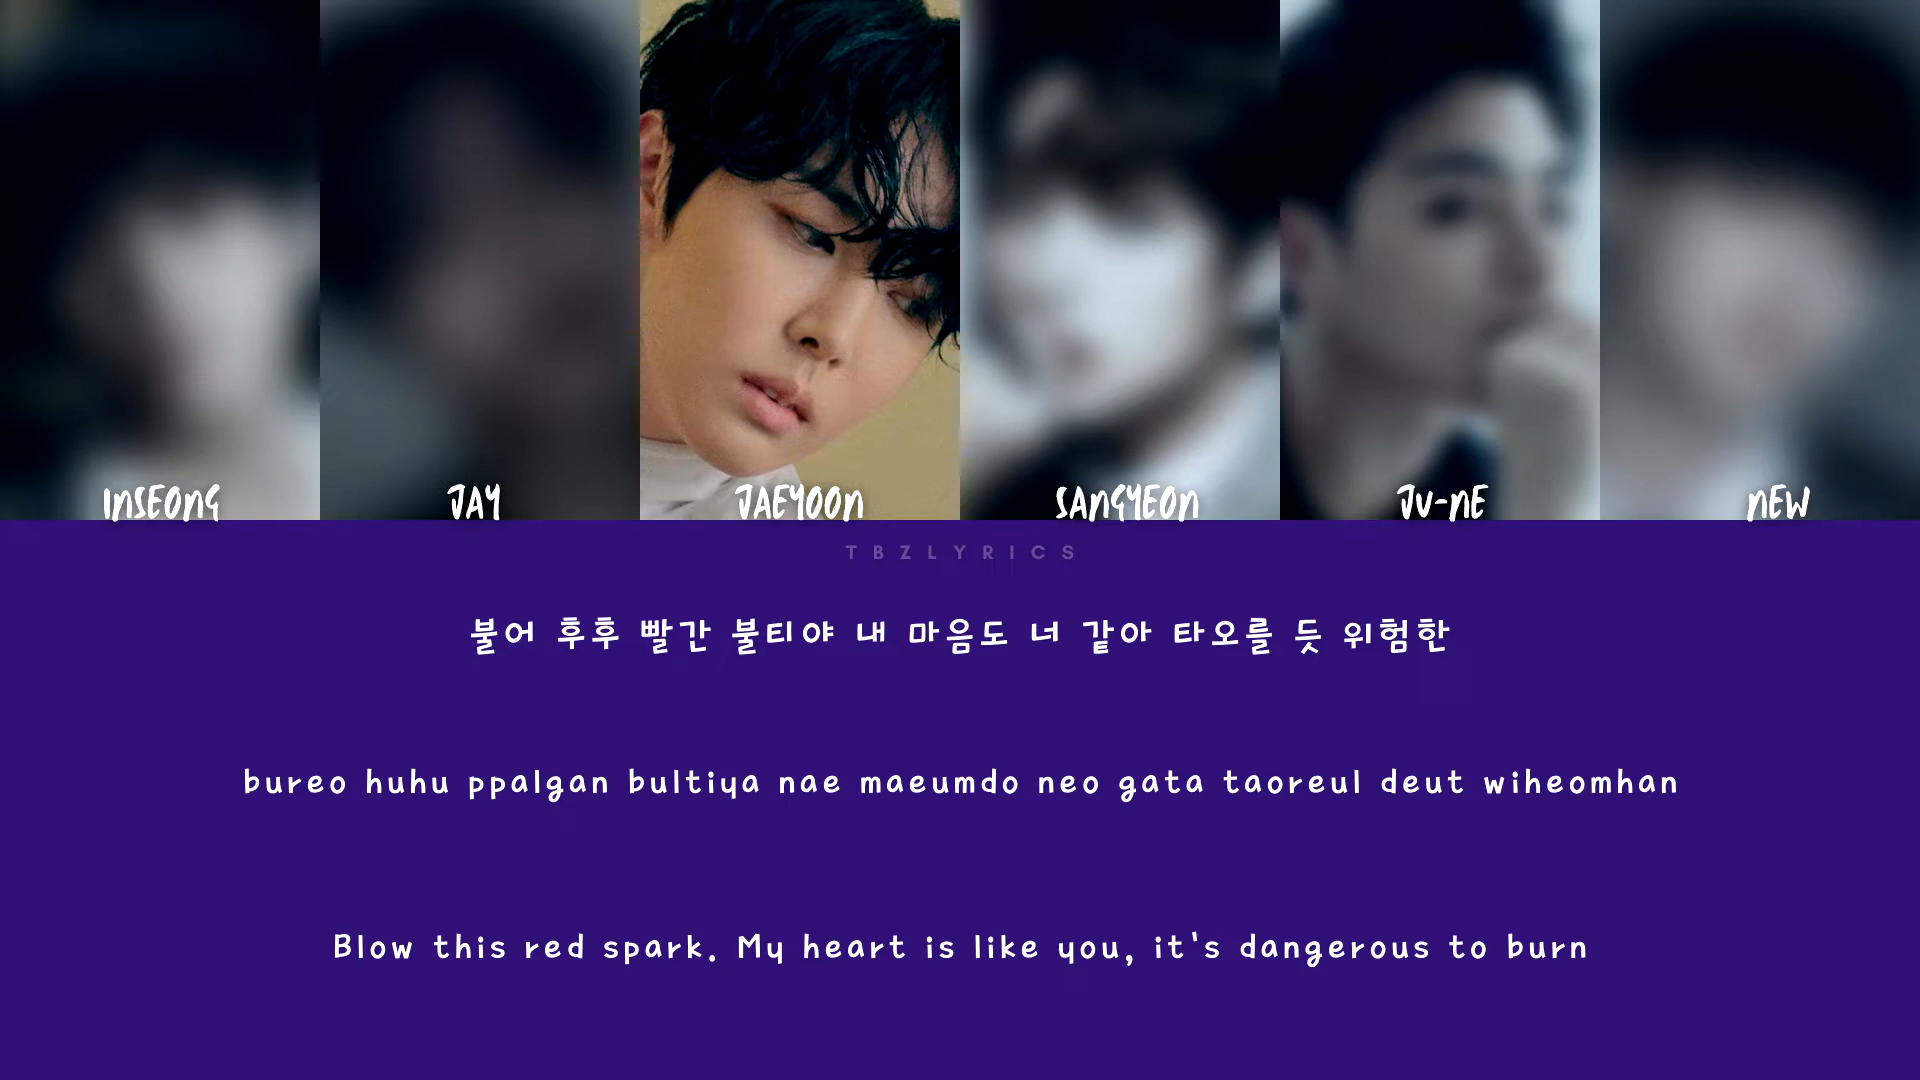 INSEONG JAY JAEYOON SANGYEON JU-NE NEW
TBZLYRICS
불어 후후 빨간 불티야 내 마음도 너 같아 타오를 듯 위험한
bureo huhu ppalgan bultiya nae maeumdo neo gata taoreul deut wiheomhan
Blow this red spark. My heart is like you, it's dangerous to burn